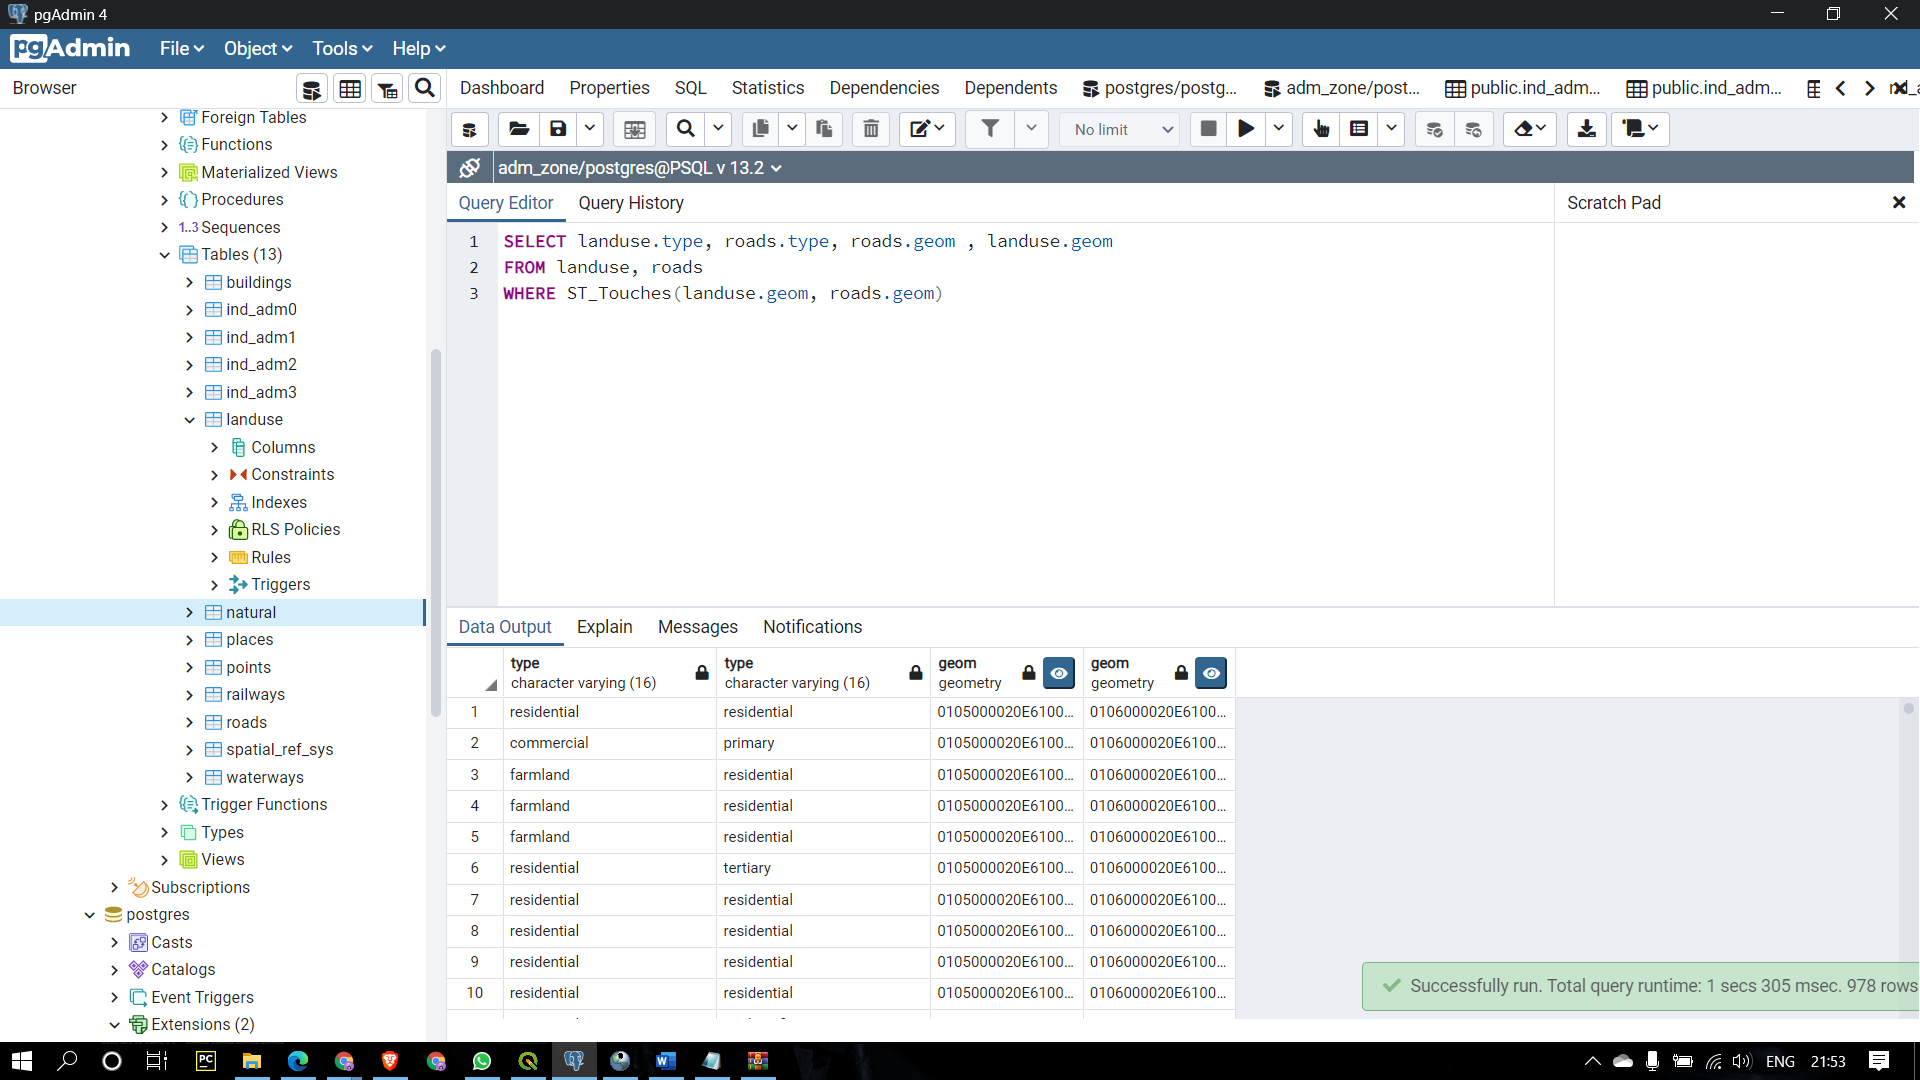 pgAdmin 4
pgAdmin File Object Tools Help
Browser
Dashboard Properties SQL Statistics Dependencies Dependents postgres/postg... adm_zone/post... public.ind_adm... public.ind_adm...
No limit
adm_zone/postgres@PSQL v 13.2
Query Editor Query History
Scratch Pad
1 SELECT landuse.type, roads.type, roads.geom , landuse.geom
2 FROM landuse, roads
3 WHERE ST_Touches(landuse.geom, roads.geom)
Foreign Tables
Functions
Materialized Views
Procedures
1..3 Sequences
Tables (13)
buildings
ind_adm0
ind_adm1
ind_adm2
ind_adm3
landuse
Columns
Constraints
Indexes
RLS Policies
Rules
Triggers
natural
places
points
railways
roads
spatial_ref_sys
waterways
Trigger Functions
Types
Views
Subscriptions
postgres
Casts
Catalogs
Event Triggers
Extensions (2)
Data Output Explain Messages Notifications
type type geom geom
character varying (16) character varying (16) geometry geometry
1 residential residential 0105000020E6100... 0106000020E6100...
2 commercial primary 0105000020E6100... 0106000020E6100...
3 farmland residential 0105000020E6100... 0106000020E6100...
4 farmland residential 0105000020E6100... 0106000020E6100...
5 farmland residential 0105000020E6100... 0106000020E6100...
6 residential tertiary 0105000020E6100... 0106000020E6100...
7 residential residential 0105000020E6100... 0106000020E6100...
8 residential residential 0105000020E6100... 0106000020E6100...
9 residential residential 0105000020E6100... 0106000020E6100...
10 residential residential 0105000020E6100... 0106000020E6100...
Successfully run. Total query runtime: 1 secs 305 msec. 978 rows
PC
W
ENG 21:53